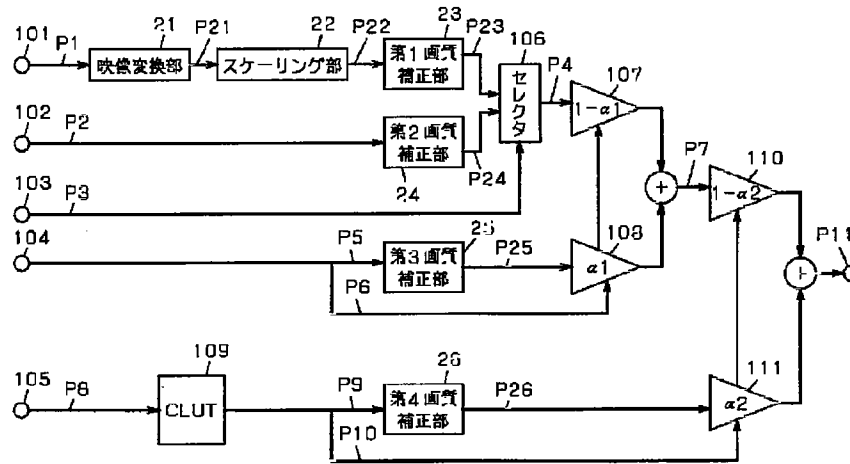 101
P1
21
映像変換部
P21
22
スケーリング部
P22
23
第1画質
補正部
P23
106
セレクタ
P4
107
1-α1
102
P2
第2画質
補正部
24
P24
103
P3
P7
110
1-α2
104
P5
25
第3画質
補正部
P25
108
α1
P6
P11
105
P8
109
CLUT
P9
26
第4画質
補正部
P26
111
α2
P10